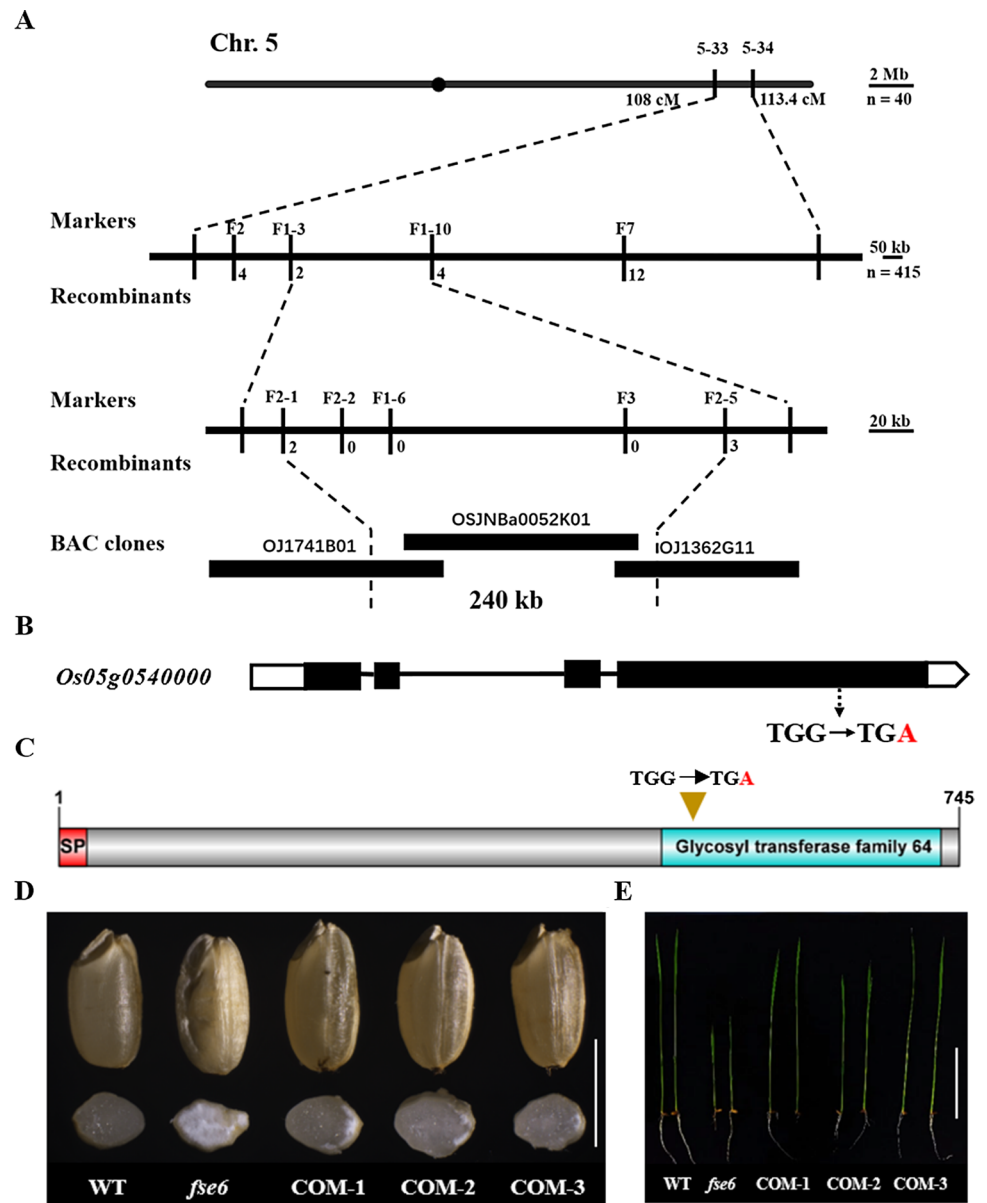 A
Chr. 5
5-33 5-34
2 Mb
108 cM 113.4 cM n = 40
Markers F2 F1-3 F1-10 F7
50 kb
4 2 4 12 n = 415
Recombinants
Markers F2-1 F2-2 F1-6 F3 F2-5
20 kb
2 0 0 0 3
Recombinants
OSJNBa0052K01
BAC clones OJ1741B01 OJ1362G11
240 kb
B
Os05g0540000
TGG→TGA
C
TGG→TGA
1 745
SP Glycosyl transferase family 64
D E
WT fse6 COM-1 COM-2 COM-3
WT fse6 COM-1 COM-2 COM-3